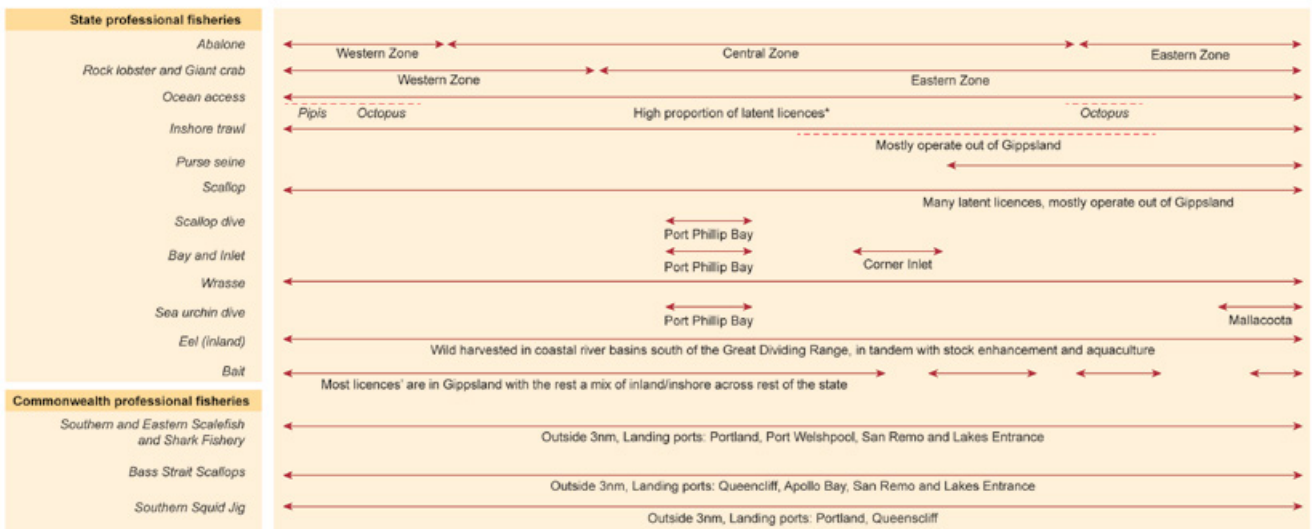 State professional fisheries
Abalone
Western Zone Central Zone Eastern Zone
Rock lobster and Giant crab
Western Zone Eastern Zone
Ocean access
Pipis Octopus High proportion of latent licences* Octopus
Inshore trawl
Mostly operate out of Gippsland
Purse seine
Scallop
Many latent licences, mostly operate out of Gippsland
Scallop dive
Port Phillip Bay
Bay and Inlet
Port Phillip Bay Corner Inlet
Wrasse
Sea urchin dive
Port Phillip Bay Mallacoota
Eel (inland)
Wild harvested in coastal river basins south of the Great Dividing Range, in tandem with stock enhancement and aquaculture
Bait
Most licences' are in Gippsland with the rest a mix of inland/inshore across rest of the state
Commonwealth professional fisheries
Southern and Eastern Scalefish
and Shark Fishery
Outside 3nm, Landing ports: Portland, Port Welshpool, San Remo and Lakes Entrance
Bass Strait Scallops
Outside 3nm, Landing ports: Queencliff, Apollo Bay, San Remo and Lakes Entrance
Southern Squid Jig
Outside 3nm, Landing ports: Portland, Queenscliff